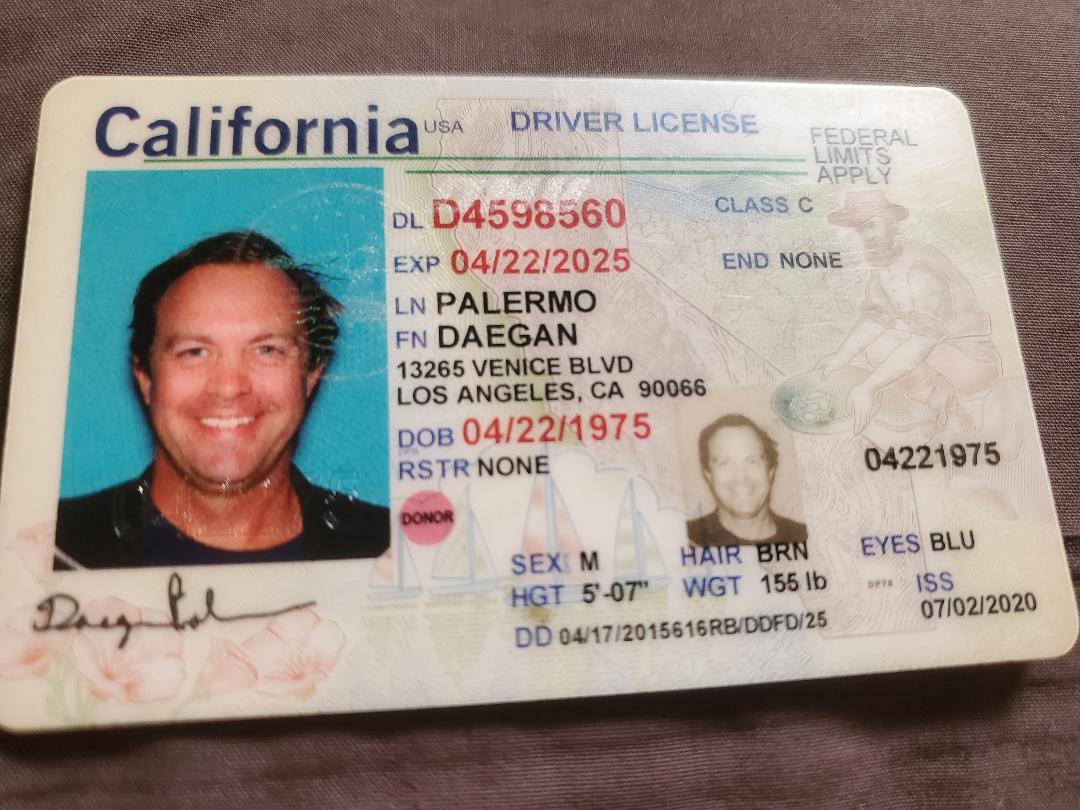 California USA DRIVER LICENSE
FEDERAL
LIMITS
APPLY
DL D4598560 CLASS C
EXP 04/22/2025 END NONE
LN PALERMO
FN DAEGAN
13265 VENICE BLVD
LOS ANGELES, CA 90066
DOB 04/22/1975
RSTR NONE 04221975
DONOR
SEX M HAIR BRN EYES BLU
HGT 5'-07" WGT 155 lb ISS
DD 04/17/2015616RB/DDFD/25 07/02/2020